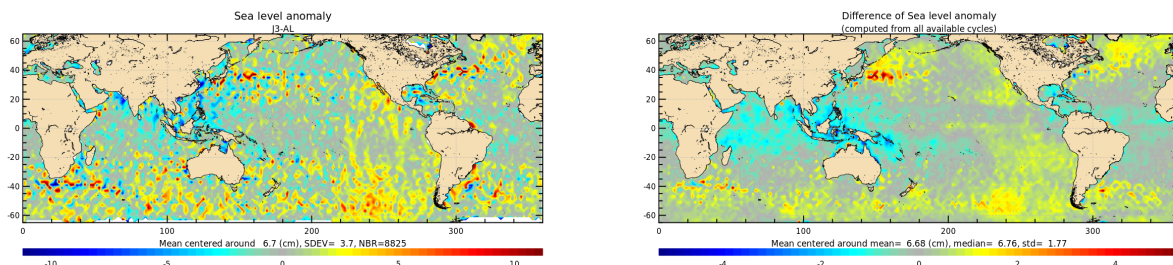 Sea level anomaly
J3-AL
60
40
20
0
-20
-40
-60
0 100 200 300
Mean centered around 6.7 (cm), SDEV= 3.7, NBR=8825
-10 -5 0 5 10
Difference of Sea level anomaly
(computed from all available cycles)
60
40
20
0
-20
-40
-60
0 100 200 300
Mean centered around mean= 6.68 (cm), median= 6.76, std= 1.77
-4 -2 0 2 4